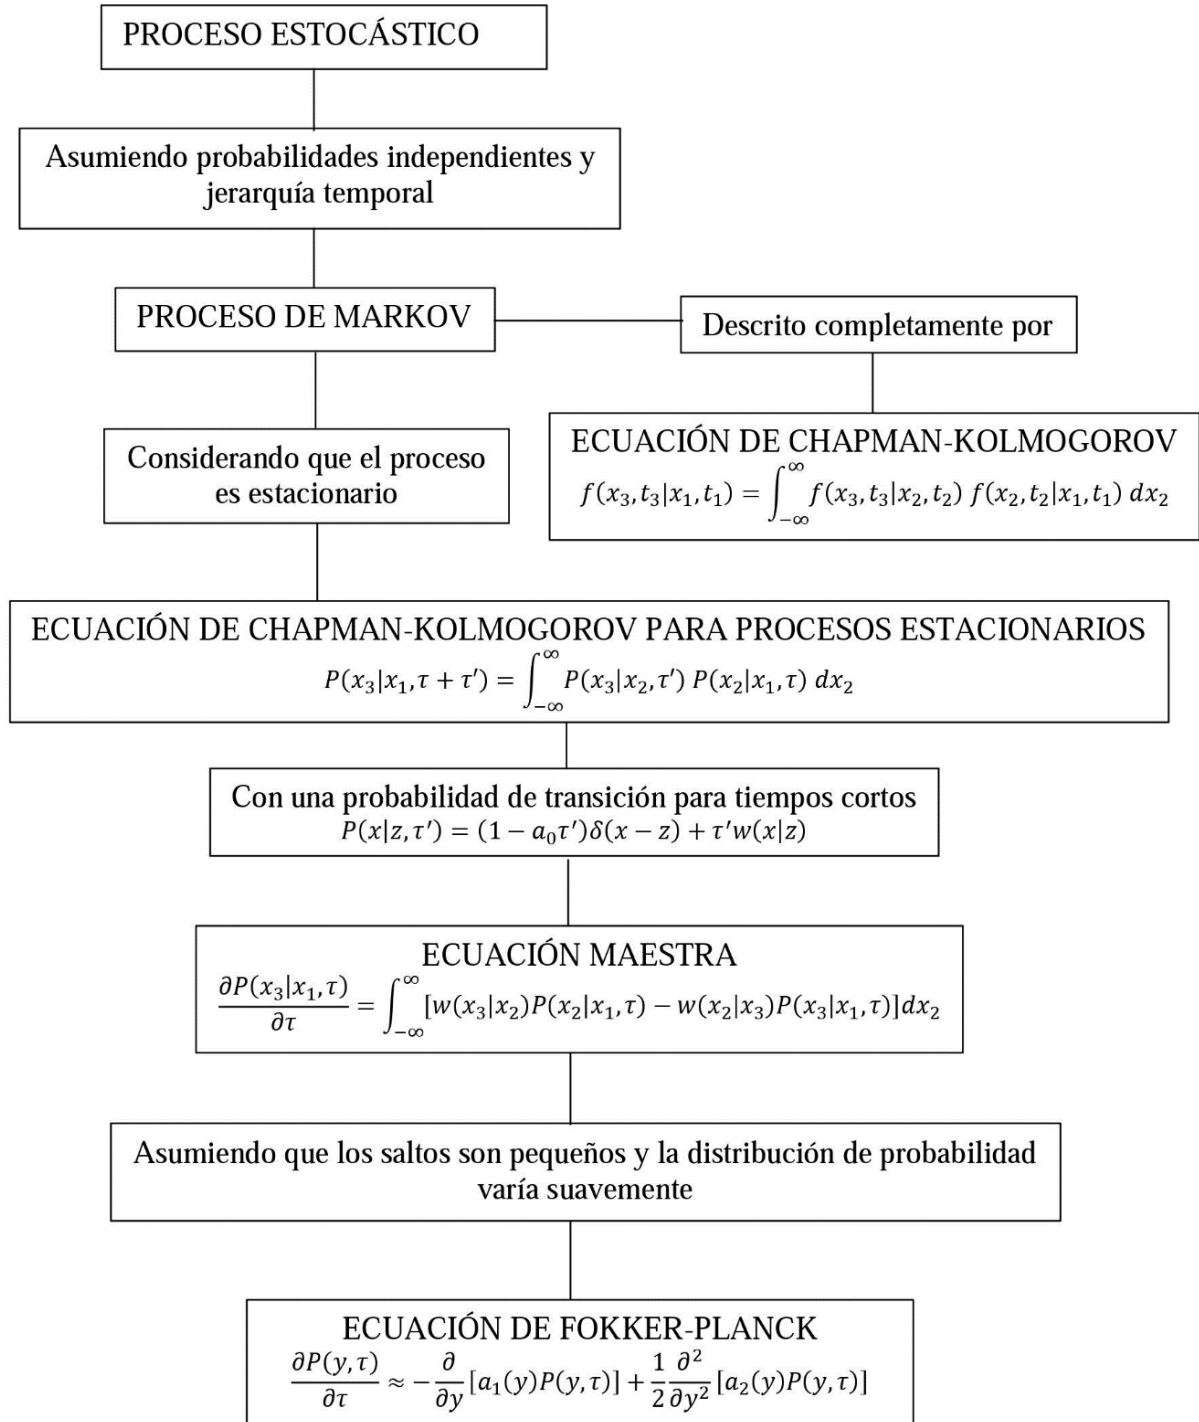 PROCESO ESTOCÁSTICO
Asumiendo probabilidades independientes y
jerarquía temporal
PROCESO DE MARKOV
Descrito completamente por
ECUACIÓN DE CHAPMAN-KOLMOGOROV
f(x₃, t₃|x₁, t₁) = ∫_{-∞}^{∞} f(x₃, t₃|x₂, t₂) f(x₂, t₂|x₁, t₁) dx₂
Considerando que el proceso
es estacionario
ECUACIÓN DE CHAPMAN-KOLMOGOROV PARA PROCESOS ESTACIONARIOS
P(x₃|x₁, τ + τ′) = ∫_{-∞}^{∞} P(x₃|x₂, τ′) P(x₂|x₁, τ) dx₂
Con una probabilidad de transición para tiempos cortos
P(x|z, τ′) = (1 − a₀τ′)δ(x − z) + τ′w(x|z)
ECUACIÓN MAESTRA
∂P(x₃|x₁, τ)/∂τ = ∫_{-∞}^{∞} [w(x₃|x₂)P(x₂|x₁, τ) − w(x₂|x₃)P(x₃|x₁, τ)]dx₂
Asumiendo que los saltos son pequeños y la distribución de probabilidad
varía suavemente
ECUACIÓN DE FOKKER-PLANCK
∂P(y, τ)/∂τ ≈ −∂/∂y [a₁(y)P(y, τ)] + 1/2 ∂²/∂y² [a₂(y)P(y, τ)]